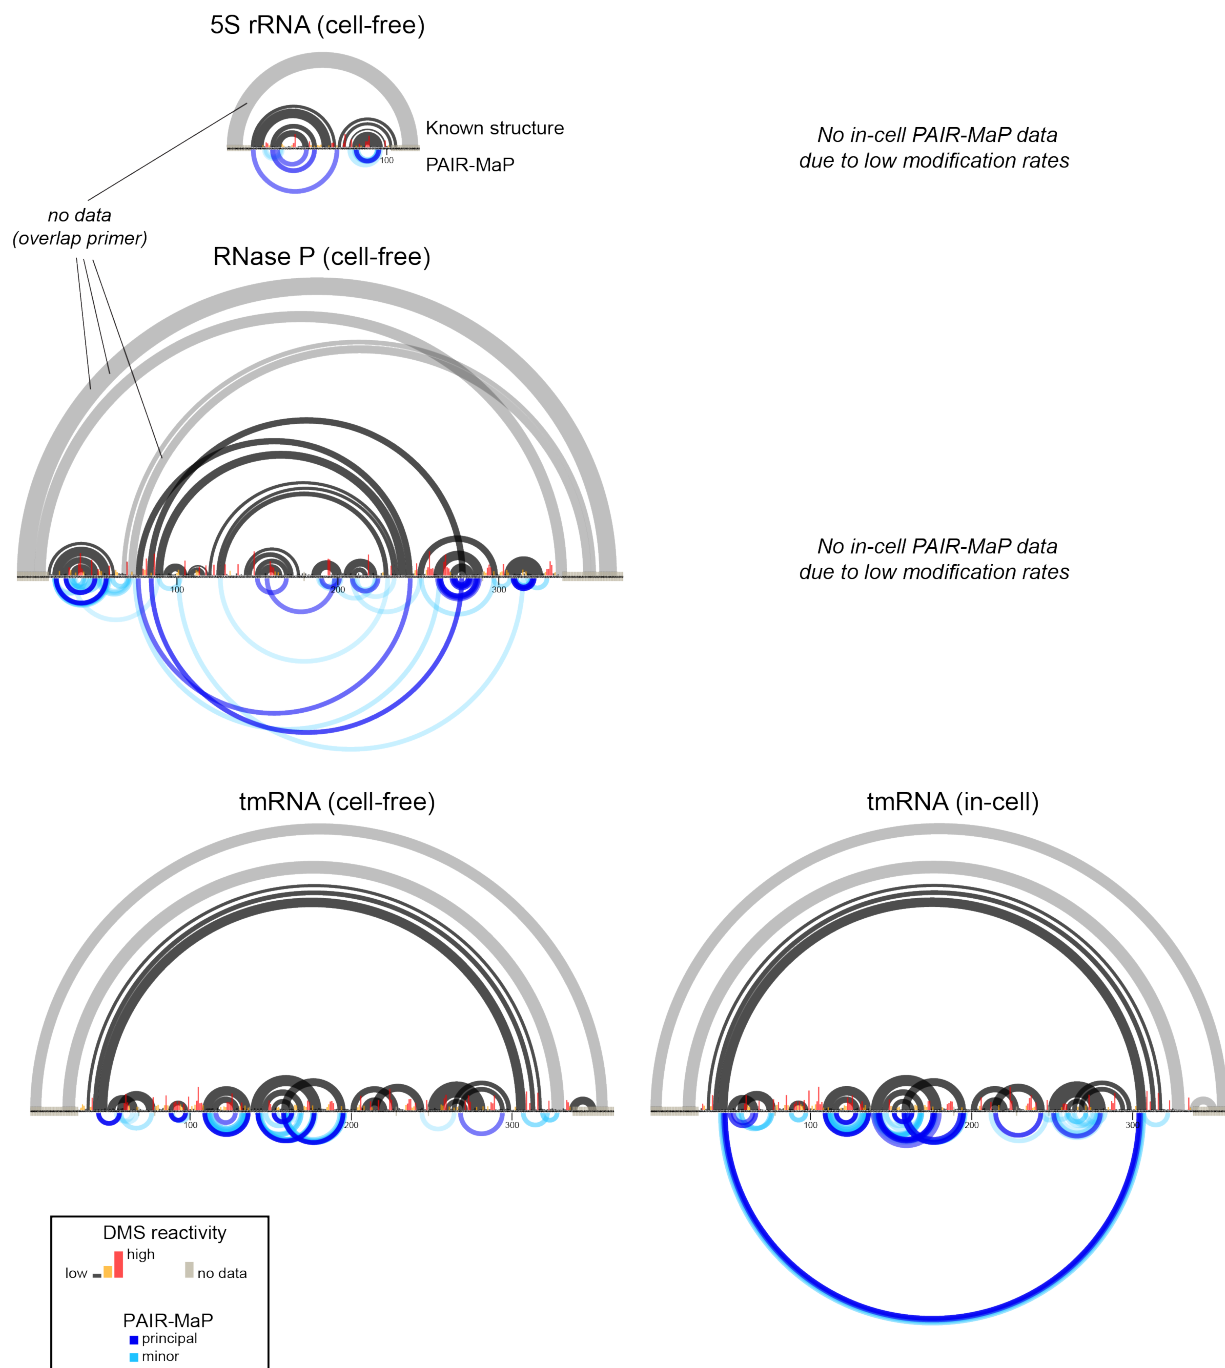 5S rRNA (cell-free)
Known structure
PAIR-MaP
100
No in-cell PAIR-MaP data
due to low modification rates
no data
(overlap primer)
RNase P (cell-free)
100
200
300
No in-cell PAIR-MaP data
due to low modification rates
tmRNA (cell-free)
100
200
300
tmRNA (in-cell)
100
200
300
DMS reactivity
low
high
no data
PAIR-MaP
principal
minor